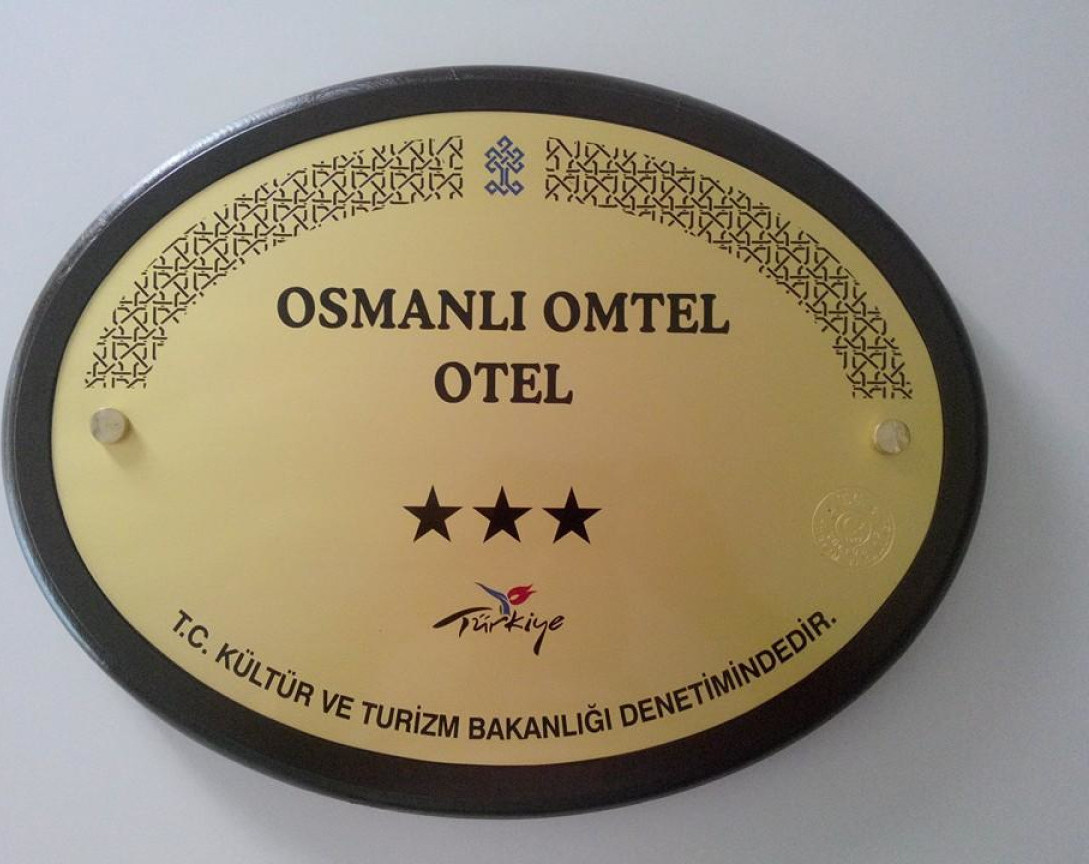 OSMANLI OMTEL
OTEL
Türkiye
T.C. KÜLTÜR VE TURİZM BAKANLIĞI DENETİMİNDEDİR.